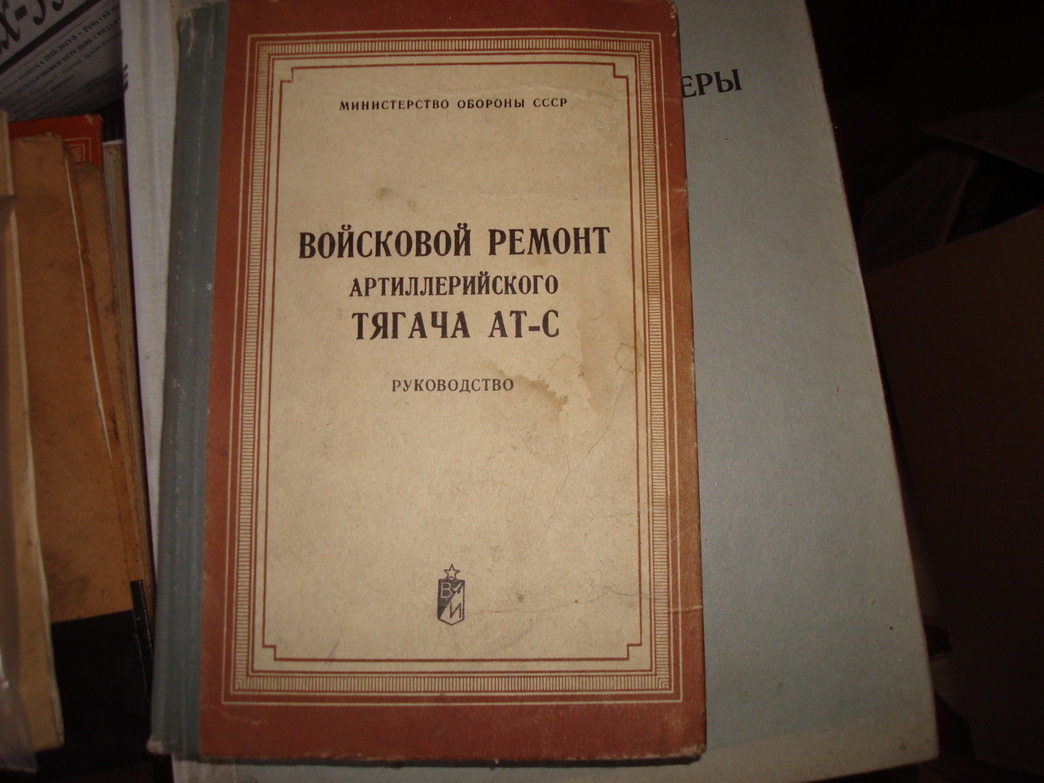 МИНИСТЕРСТВО ОБОРОНЫ СССР
ВОЙСКОВОЙ РЕМОНТ
АРТИЛЛЕРИЙСКОГО
ТЯГАЧА АТ-С
РУКОВОДСТВО
В
И
ЕРЫ